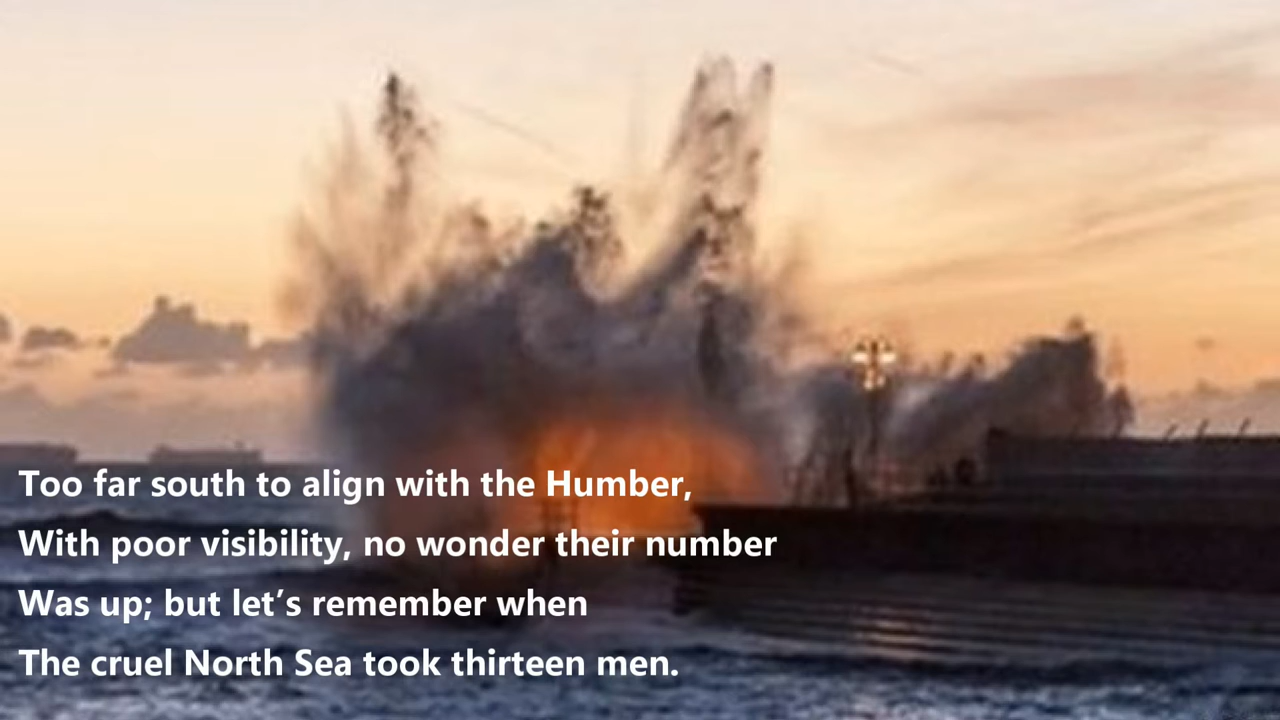 Too far south to align with the Humber,
With poor visibility, no wonder their number
Was up; but let’s remember when
The cruel North Sea took thirteen men.